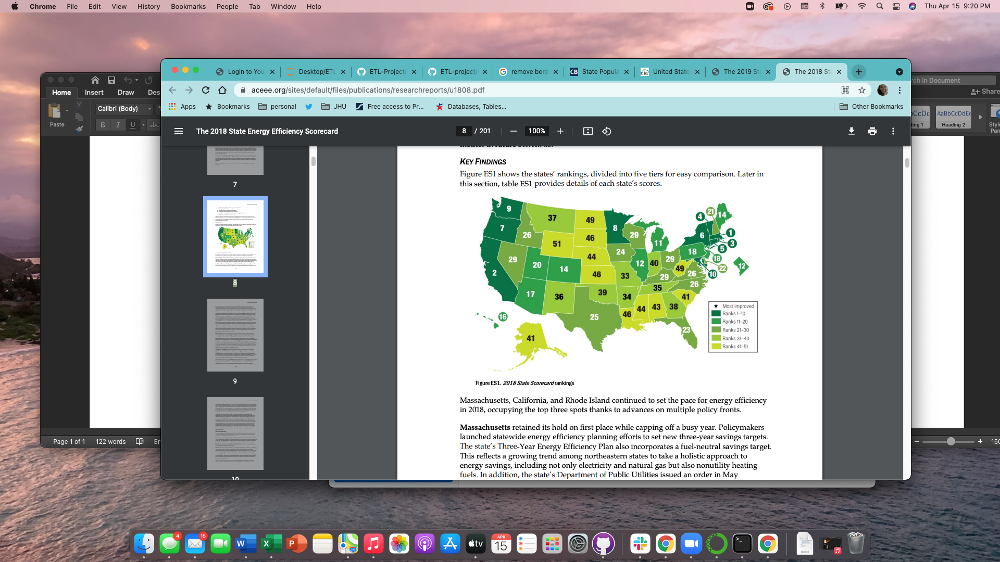 Chrome File Edit View History Bookmarks People Tab Window Help
Thu Apr 15 9:20 PM
Login to You
Desktop/ETL
ETL-Project/
ETL-project/
remove bord
CB State Popula
eia United State
The 2019 St
The 2018 Sta
aceee.org/sites/default/files/publications/researchreports/u1808.pdf
Apps Bookmarks personal JHU Free access to Pr... Databases, Tables... Other Bookmarks
Home Insert Draw Des
rch in Document
Share
Paste
Calibri (Body)
B I U abc
CcDc AaBbCcDdEe
ing 1 Heading 2
Style
Pan
The 2018 State Energy Efficiency Scorecard
8 / 201
100%
7
8
9
10
KEY FINDINGS
Figure ES1 shows the states' rankings, divided into five tiers for easy comparison. Later in
this section, table ES1 provides details of each state's scores.
9 37 49 8 4 21 14
7 26 46 29 6 1
51 11 3
29 20 44 24 29 18 5
2 14 46 12 40 49 18 12
33 29 26 22
10
17 36 39 34 35 26
44 43 38 41
16 25 46
41 23
Most improved
Ranks 1–10
Ranks 11–20
Ranks 21–30
Ranks 31–40
Ranks 41–51
Figure ES1. 2018 State Scorecard rankings
Massachusetts, California, and Rhode Island continued to set the pace for energy efficiency
in 2018, occupying the top three spots thanks to advances on multiple policy fronts.
Massachusetts retained its hold on first place while capping off a busy year. Policymakers
launched statewide energy efficiency planning efforts to set new three-year savings targets.
The state's Three-Year Energy Efficiency Plan also incorporates a fuel-neutral savings target.
This reflects a growing trend among northeastern states to take a holistic approach to
energy savings, including not only electricity and natural gas but also nonutility heating
fuels. In addition, the state's Department of Public Utilities issued an order in May
Page 1 of 1 122 words
150
4
15
W
X
P
tv
APR
15
DOCX